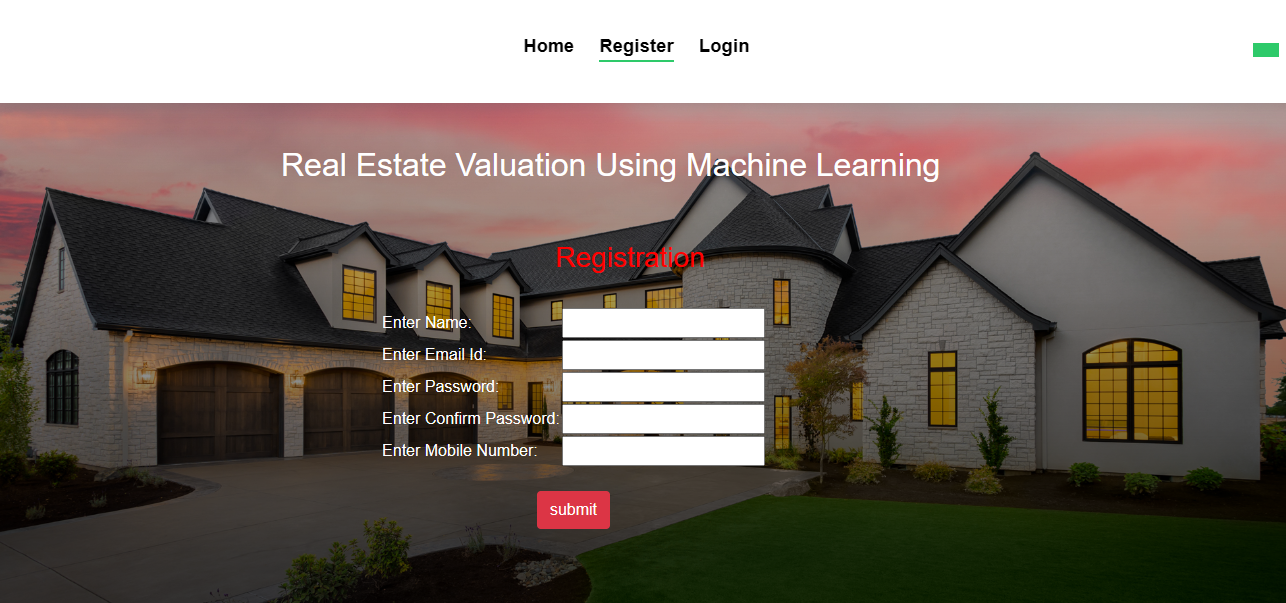 Home Register Login
Real Estate Valuation Using Machine Learning
Registration
Enter Name:
Enter Email Id:
Enter Password:
Enter Confirm Password:
Enter Mobile Number:
submit